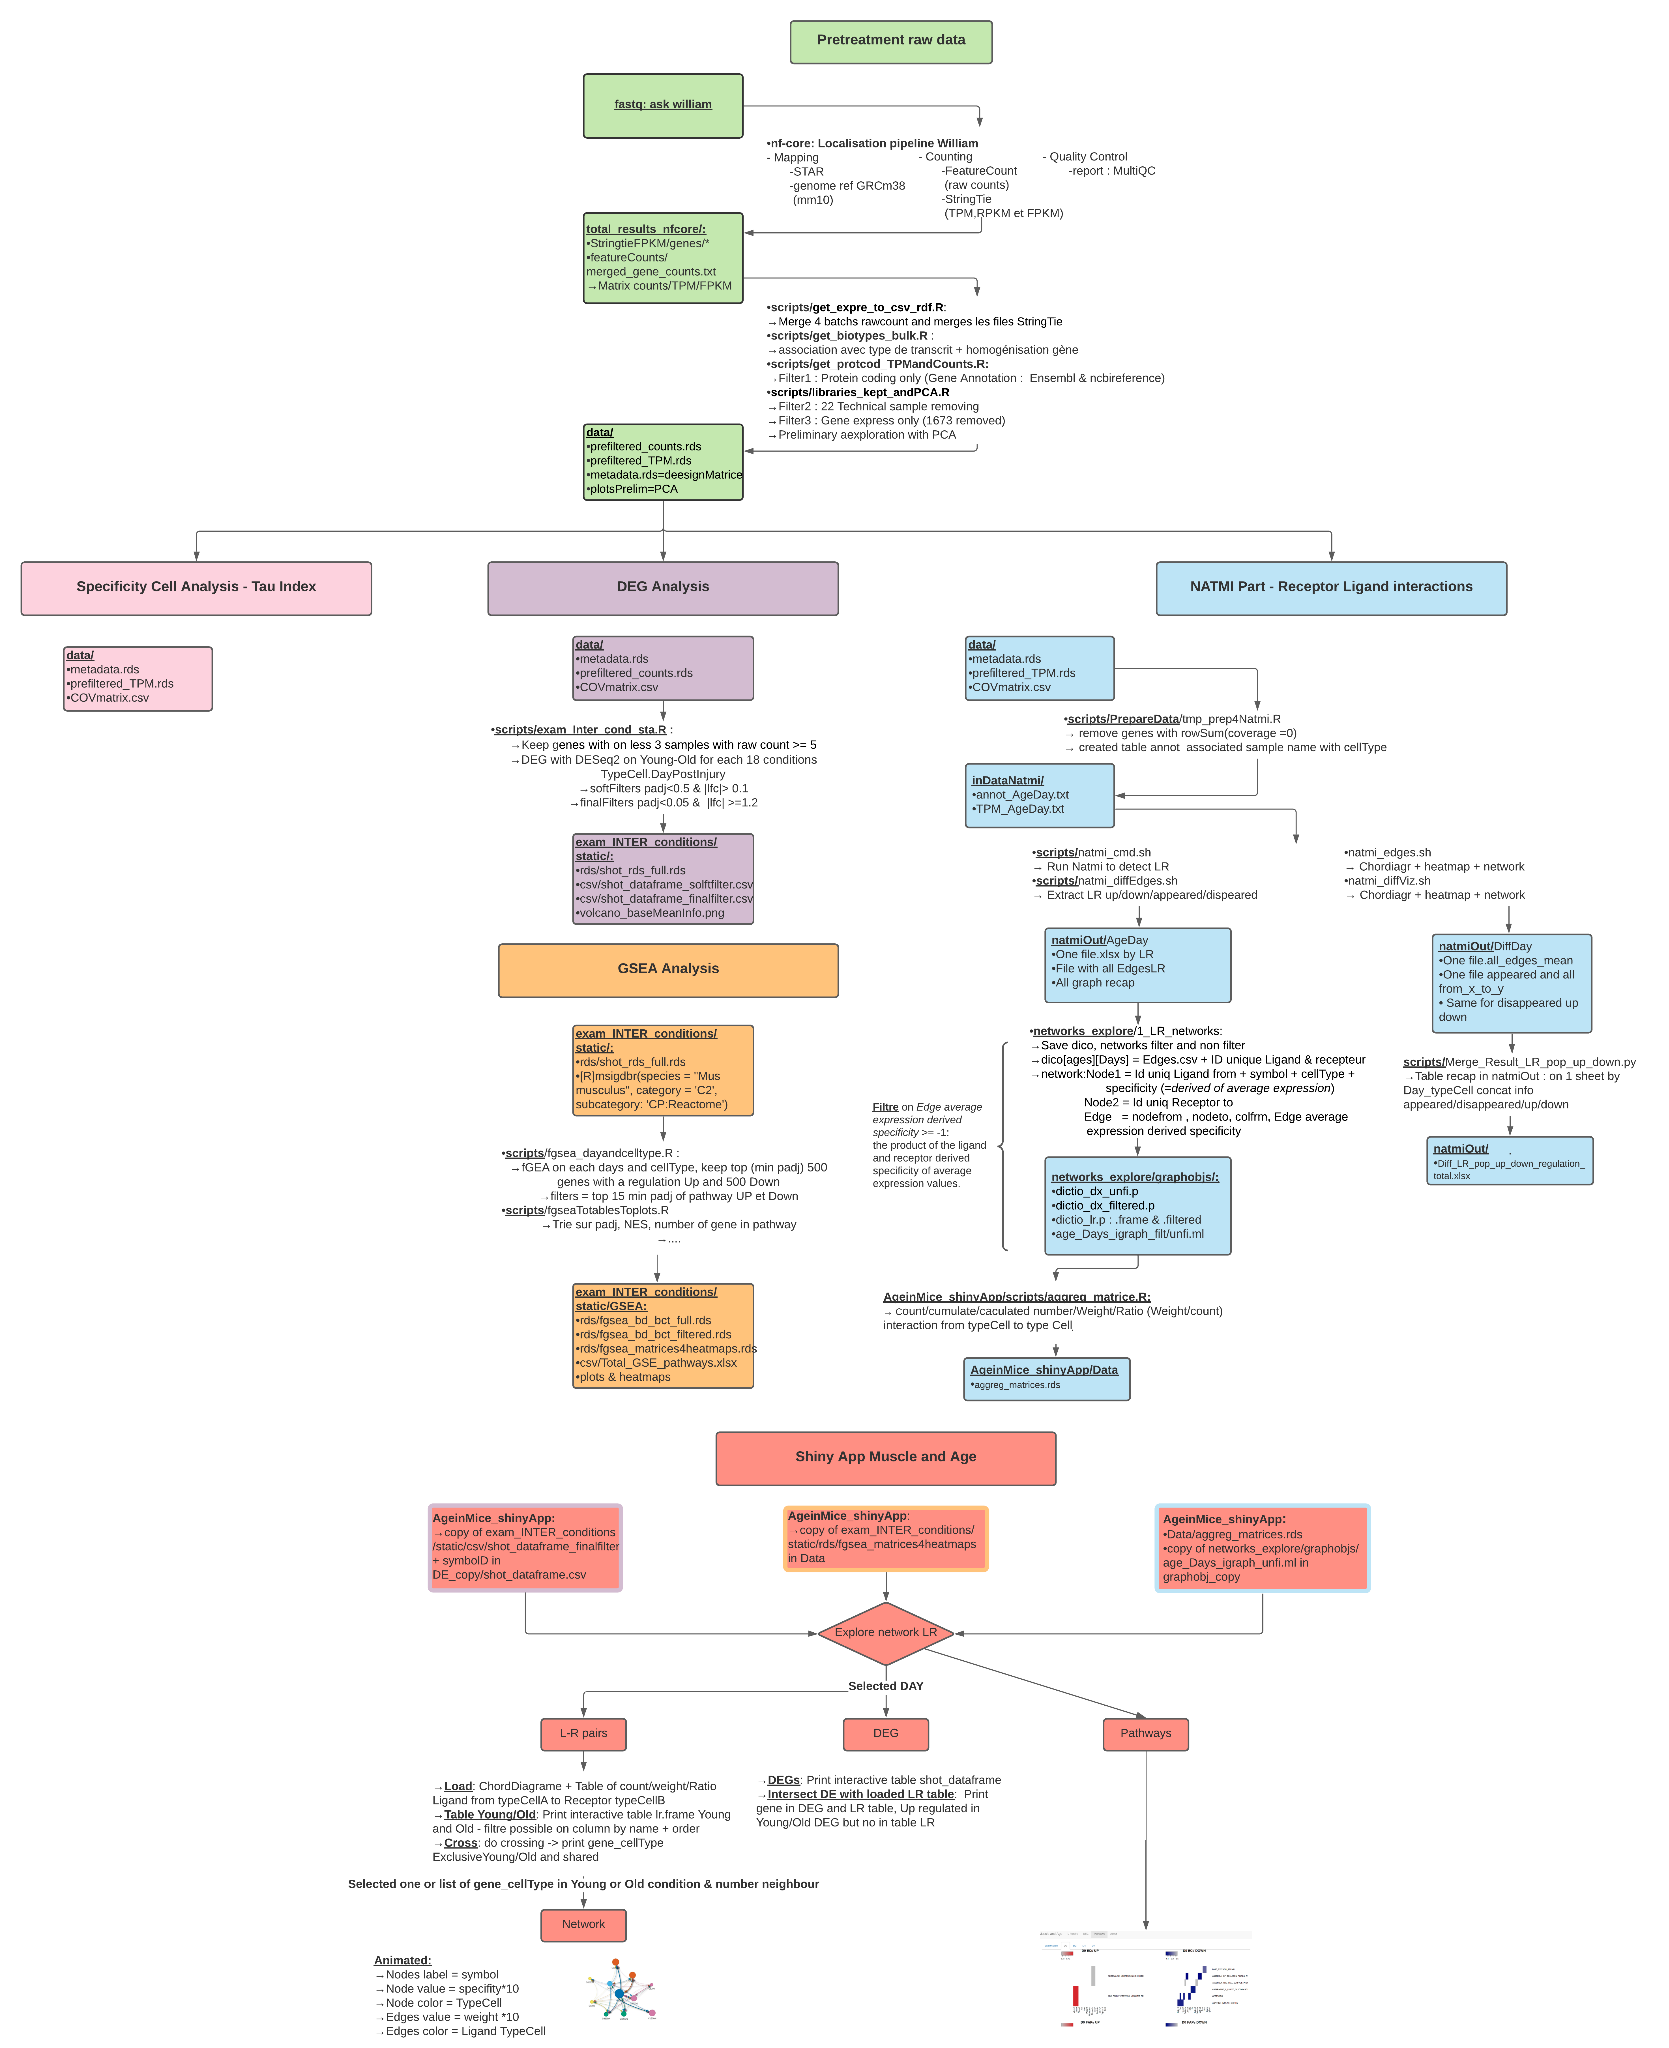 Pretreatment raw data
fastq: ask william
•nf-core: Localisation pipeline William
- Mapping
-STAR
-genome ref GRCm38
(mm10)
- Counting
-FeatureCount
(raw counts)
-StringTie
(TPM,RPKM et FPKM)
- Quality Control
-report : MultiQC
total_results_nfcore/:
•StringtieFPKM/genes/*
•featureCounts/
merged_gene_counts.txt
→Matrix counts/TPM/FPKM
•scripts/get_expre_to_csv_rdf.R:
→Merge 4 batchs rawcount and merges les files StringTie
•scripts/get_biotypes_bulk.R :
→association avec type de transcrit + homogénisation gène
•scripts/get_protcod_TPMandCounts.R:
→Filter1 : Protein coding only (Gene Annotation :  Ensembl & ncbireference)
•scripts/libraries_kept_andPCA.R
→Filter2 : 22 Technical sample removing
→Filter3 : Gene express only (1673 removed)
→Preliminary aexploration with PCA
data/
•prefiltered_counts.rds
•prefiltered_TPM.rds
•metadata.rds=deesignMatrice
•plotsPrelim=PCA
Specificity Cell Analysis - Tau Index
data/
•metadata.rds
•prefiltered_TPM.rds
•COVmatrix.csv
DEG Analysis
data/
•metadata.rds
•prefiltered_counts.rds
•COVmatrix.csv
•scripts/exam_Inter_cond_sta.R :
→Keep genes with on less 3 samples with raw count >= 5
→DEG with DESeq2 on Young-Old for each 18 conditions
TypeCell.DayPostInjury
→softFilters padj<0.5 & |lfc|> 0.1
→finalFilters padj<0.05 &  |lfc| >=1.2
exam_INTER_conditions/
static/:
•rds/shot_rds_full.rds
•csv/shot_dataframe_solftfilter.csv
•csv/shot_dataframe_finalfilter.csv
•volcano_baseMeanInfo.png
GSEA Analysis
exam_INTER_conditions/
static/:
•rds/shot_rds_full.rds
•[R]msigdbr(species = "Mus
musculus", category = 'C2',
subcategory: 'CP:Reactome')
•scripts/fgsea_dayandcelltype.R :
→fGEA on each days and cellType, keep top (min padj) 500
genes with a regulation Up and 500 Down
→filters = top 15 min padj of pathway UP et Down
•scripts/fgseaTotablesToplots.R
→Trie sur padj, NES, number of gene in pathway
→....
exam_INTER_conditions/
static/GSEA:
•rds/fgsea_bd_bct_full.rds
•rds/fgsea_bd_bct_filtered.rds
•rds/fgsea_matrices4heatmaps.rds
•csv/Total_GSE_pathways.xlsx
•plots & heatmaps
NATMI Part - Receptor Ligand interactions
data/
•metadata.rds
•prefiltered_TPM.rds
•COVmatrix.csv
•scripts/PrepareData/tmp_prep4Natmi.R
→ remove genes with rowSum(coverage =0)
→ created table annot  associated sample name with cellType
inDataNatmi/
•annot_AgeDay.txt
•TPM_AgeDay.txt
•scripts/natmi_cmd.sh
→ Run Natmi to detect LR
•scripts/natmi_diffEdges.sh
→ Extract LR up/down/appeared/dispeared
•natmi_edges.sh
→ Chordiagr + heatmap + network
•natmi_diffViz.sh
→ Chordiagr + heatmap + network
natmiOut/AgeDay
•One file.xlsx by LR
•File with all EdgesLR
•All graph recap
natmiOut/DiffDay
•One file.all_edges_mean
•One file appeared and all
from_x_to_y
• Same for disappeared up
down
•networks_explore/1_LR_networks:
→Save dico, networks filter and non filter
→dico[ages][Days] = Edges.csv + ID unique Ligand & recepteur
→network:Node1 = Id uniq Ligand from + symbol + cellType +
specificity (=derived of average expression)
Node2 = Id uniq Receptor to
Edge   = nodefrom , nodeto, colfrm, Edge average
expression derived specificity
Filtre on Edge average
expression derived
specificity >= -1:
the product of the ligand
and receptor derived
specificity of average
expression values.
scripts/Merge_Result_LR_pop_up_down.py
→Table recap in natmiOut : on 1 sheet by
Day_typeCell concat info
appeared/disappeared/up/down
natmiOut/
•Diff_LR_pop_up_down_regulation_
total.xlsx
networks_explore/graphobjs/:
•dictio_dx_unfi.p
•dictio_dx_filtered.p
•dictio_lr.p : .frame & .filtered
•age_Days_igraph_filt/unfi.ml
AgeinMice_shinyApp/scripts/aggreg_matrice.R:
→ count/cumulate/caculated number/Weight/Ratio (Weight/count)
interaction from typeCell to type Cell
AgeinMice_shinyApp/Data
•aggreg_matrices.rds
Shiny App Muscle and Age
AgeinMice_shinyApp:
→copy of exam_INTER_conditions
/static/csv/shot_dataframe_finalfilter
+ symbolD in
DE_copy/shot_dataframe.csv
AgeinMice_shinyApp:
→copy of exam_INTER_conditions/
static/rds/fgsea_matrices4heatmaps
in Data
AgeinMice_shinyApp:
•Data/aggreg_matrices.rds
•copy of networks_explore/graphobjs/
age_Days_igraph_unfi.ml in
graphobj_copy
Explore network LR
Selected DAY
L-R pairs
DEG
Pathways
→Load: ChordDiagrame + Table of count/weight/Ratio
Ligand from typeCellA to Receptor typeCellB
→Table Young/Old: Print interactive table lr.frame Young
and Old - filtre possible on column by name + order
→Cross: do crossing -> print gene_cellType
ExclusiveYoung/Old and shared
→DEGs: Print interactive table shot_dataframe
→Intersect DE with loaded LR table:  Print
gene in DEG and LR table, Up regulated in
Young/Old DEG but no in table LR
Selected one or list of gene_cellType in Young or Old condition & number neighbour
Network
Animated:
→Nodes label = symbol
→Node value = specifity*10
→Node color = TypeCell
→Edges value = weight *10
→Edges color = Ligand TypeCell